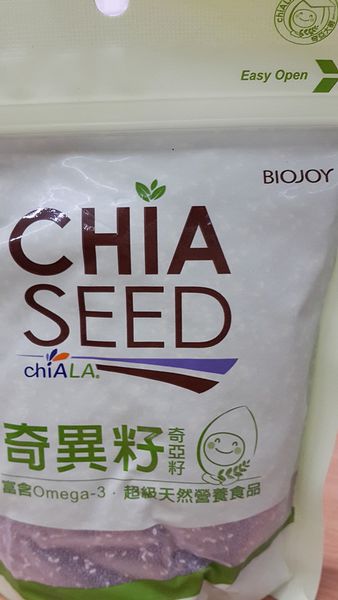 Easy Open
BIOJOY
CHIA
SEED
chiALA®
奇異籽
奇亞籽
富含Omega-3．超級天然營養食品